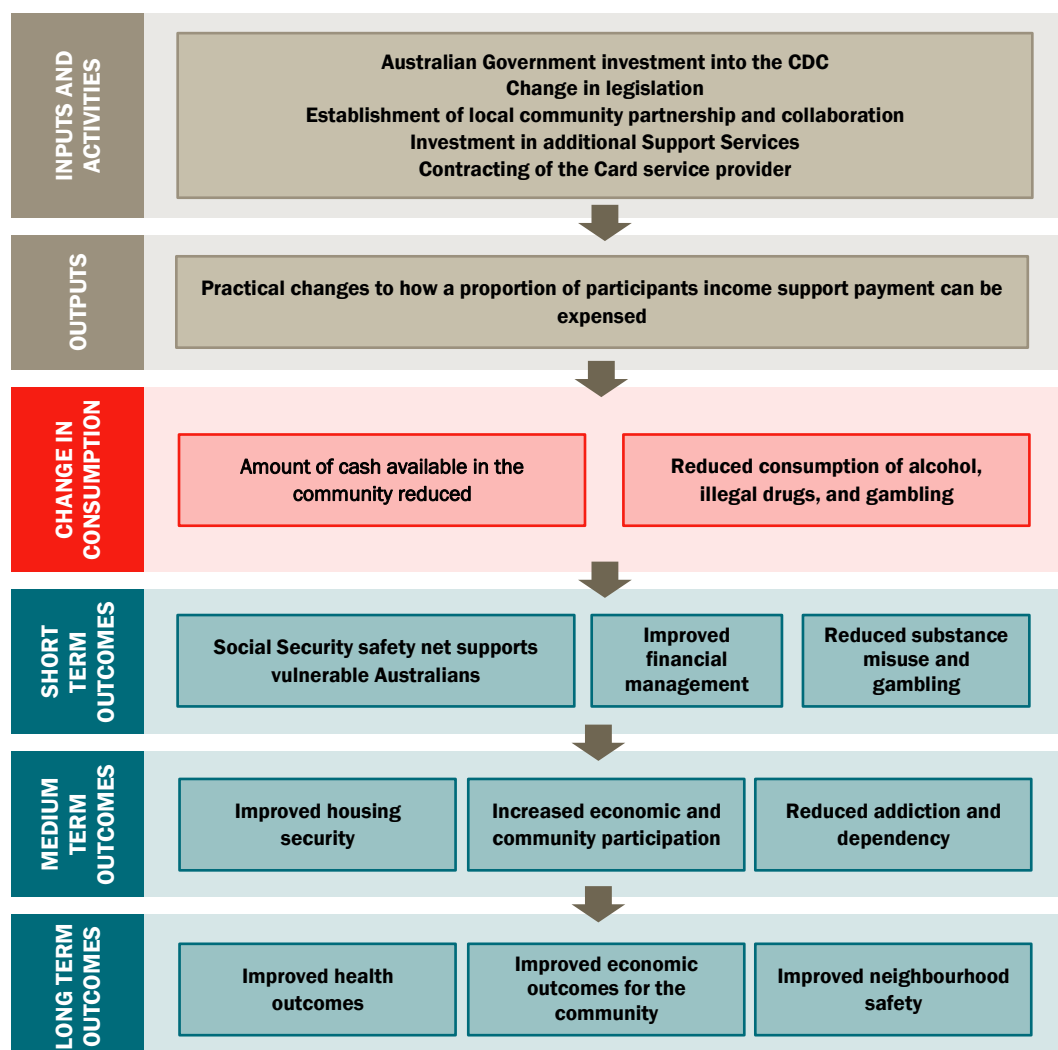 INPUTS AND
ACTIVITIES
Australian Government investment into the CDC
Change in legislation
Establishment of local community partnership and collaboration
Investment in additional Support Services
Contracting of the Card service provider
OUTPUTS
Practical changes to how a proportion of participants income support payment can be
expensed
CHANGE IN
CONSUMPTION
Amount of cash available in the
community reduced
Reduced consumption of alcohol,
illegal drugs, and gambling
SHORT
TERM
OUTCOMES
Social Security safety net supports
vulnerable Australians
Improved
financial
management
Reduced substance
misuse and
gambling
MEDIUM
TERM
OUTCOMES
Improved housing
security
Increased economic and
community participation
Reduced addiction and
dependency
LONG TERM
OUTCOMES
Improved health
outcomes
Improved economic
outcomes for the
community
Improved neighbourhood
safety